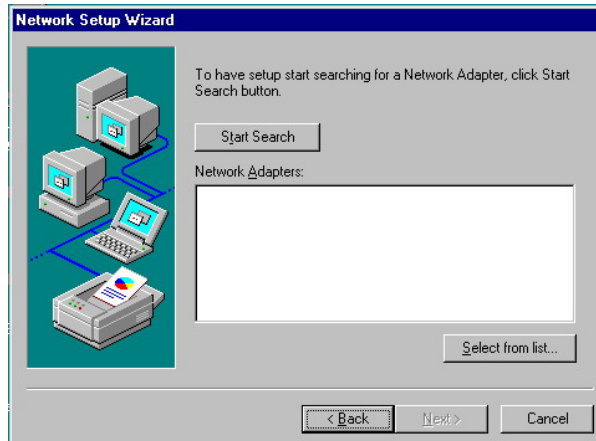 Network Setup Wizard
To have setup start searching for a Network Adapter, click Start
Search button.
Start Search
Network Adapters:
Select from list...
< Back
Next >
Cancel